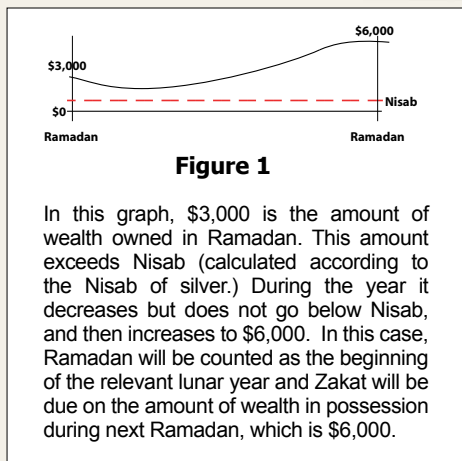 $6,000
$3,000
Nisab
$0
Ramadan Ramadan
Figure 1
In this graph, $3,000 is the amount of
wealth owned in Ramadan. This amount
exceeds Nisab (calculated according to
the Nisab of silver.) During the year it
decreases but does not go below Nisab,
and then increases to $6,000. In this case,
Ramadan will be counted as the beginning
of the relevant lunar year and Zakat will be
due on the amount of wealth in possession
during next Ramadan, which is $6,000.